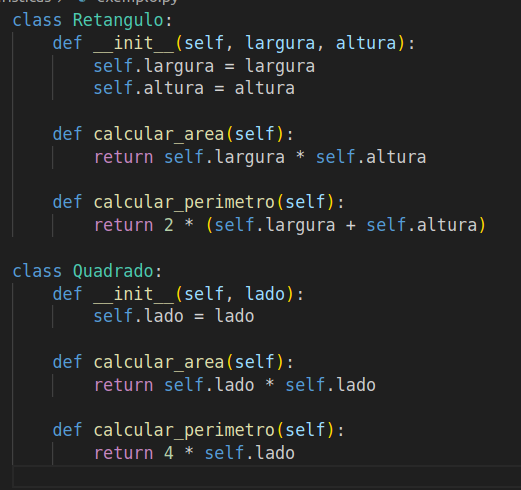 exemplo.py
class Retangulo:
    def __init__(self, largura, altura):
        self.largura = largura
        self.altura = altura
    def calcular_area(self):
        return self.largura * self.altura
    def calcular_perimetro(self):
        return 2 * (self.largura + self.altura)
class Quadrado:
    def __init__(self, lado):
        self.lado = lado
    def calcular_area(self):
        return self.lado * self.lado
    def calcular_perimetro(self):
        return 4 * self.lado